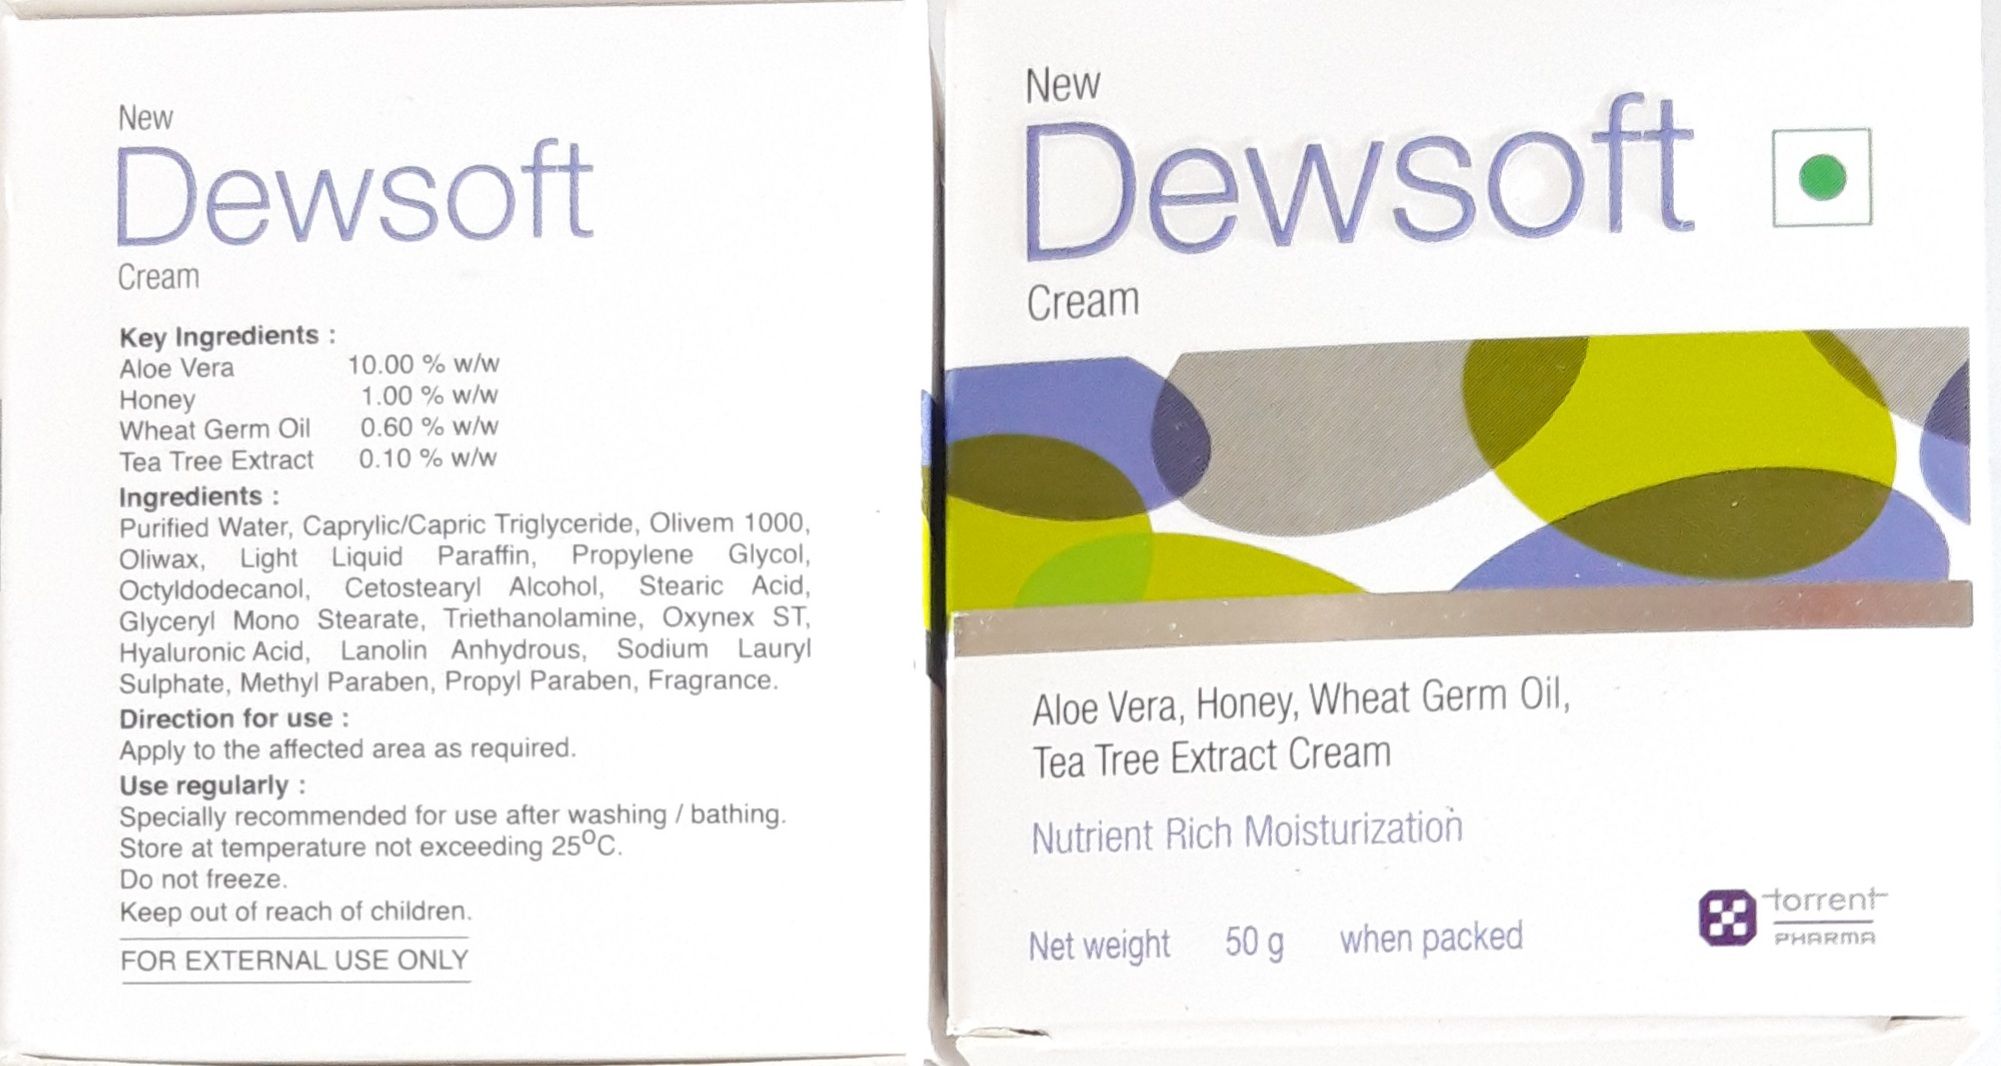 New
Dewsoft
Cream
Key Ingredients :
Aloe Vera 10.00 % w/w
Honey 1.00 % w/w
Wheat Germ Oil 0.60 % w/w
Tea Tree Extract 0.10 % w/w
Ingredients :
Purified Water, Caprylic/Capric Triglyceride, Olivem 1000,
Oliwax, Light Liquid Paraffin, Propylene Glycol,
Octyldodecanol, Cetostearyl Alcohol, Stearic Acid,
Glyceryl Mono Stearate, Triethanolamine, Oxynex ST,
Hyaluronic Acid, Lanolin Anhydrous, Sodium Lauryl
Sulphate, Methyl Paraben, Propyl Paraben, Fragrance.
Direction for use :
Apply to the affected area as required.
Use regularly :
Specially recommended for use after washing / bathing.
Store at temperature not exceeding 25°C.
Do not freeze.
Keep out of reach of children.
FOR EXTERNAL USE ONLY
New
Dewsoft
Cream
Aloe Vera, Honey, Wheat Germ Oil,
Tea Tree Extract Cream
Nutrient Rich Moisturization
Net weight 50 g when packed
torrent
PHARMA